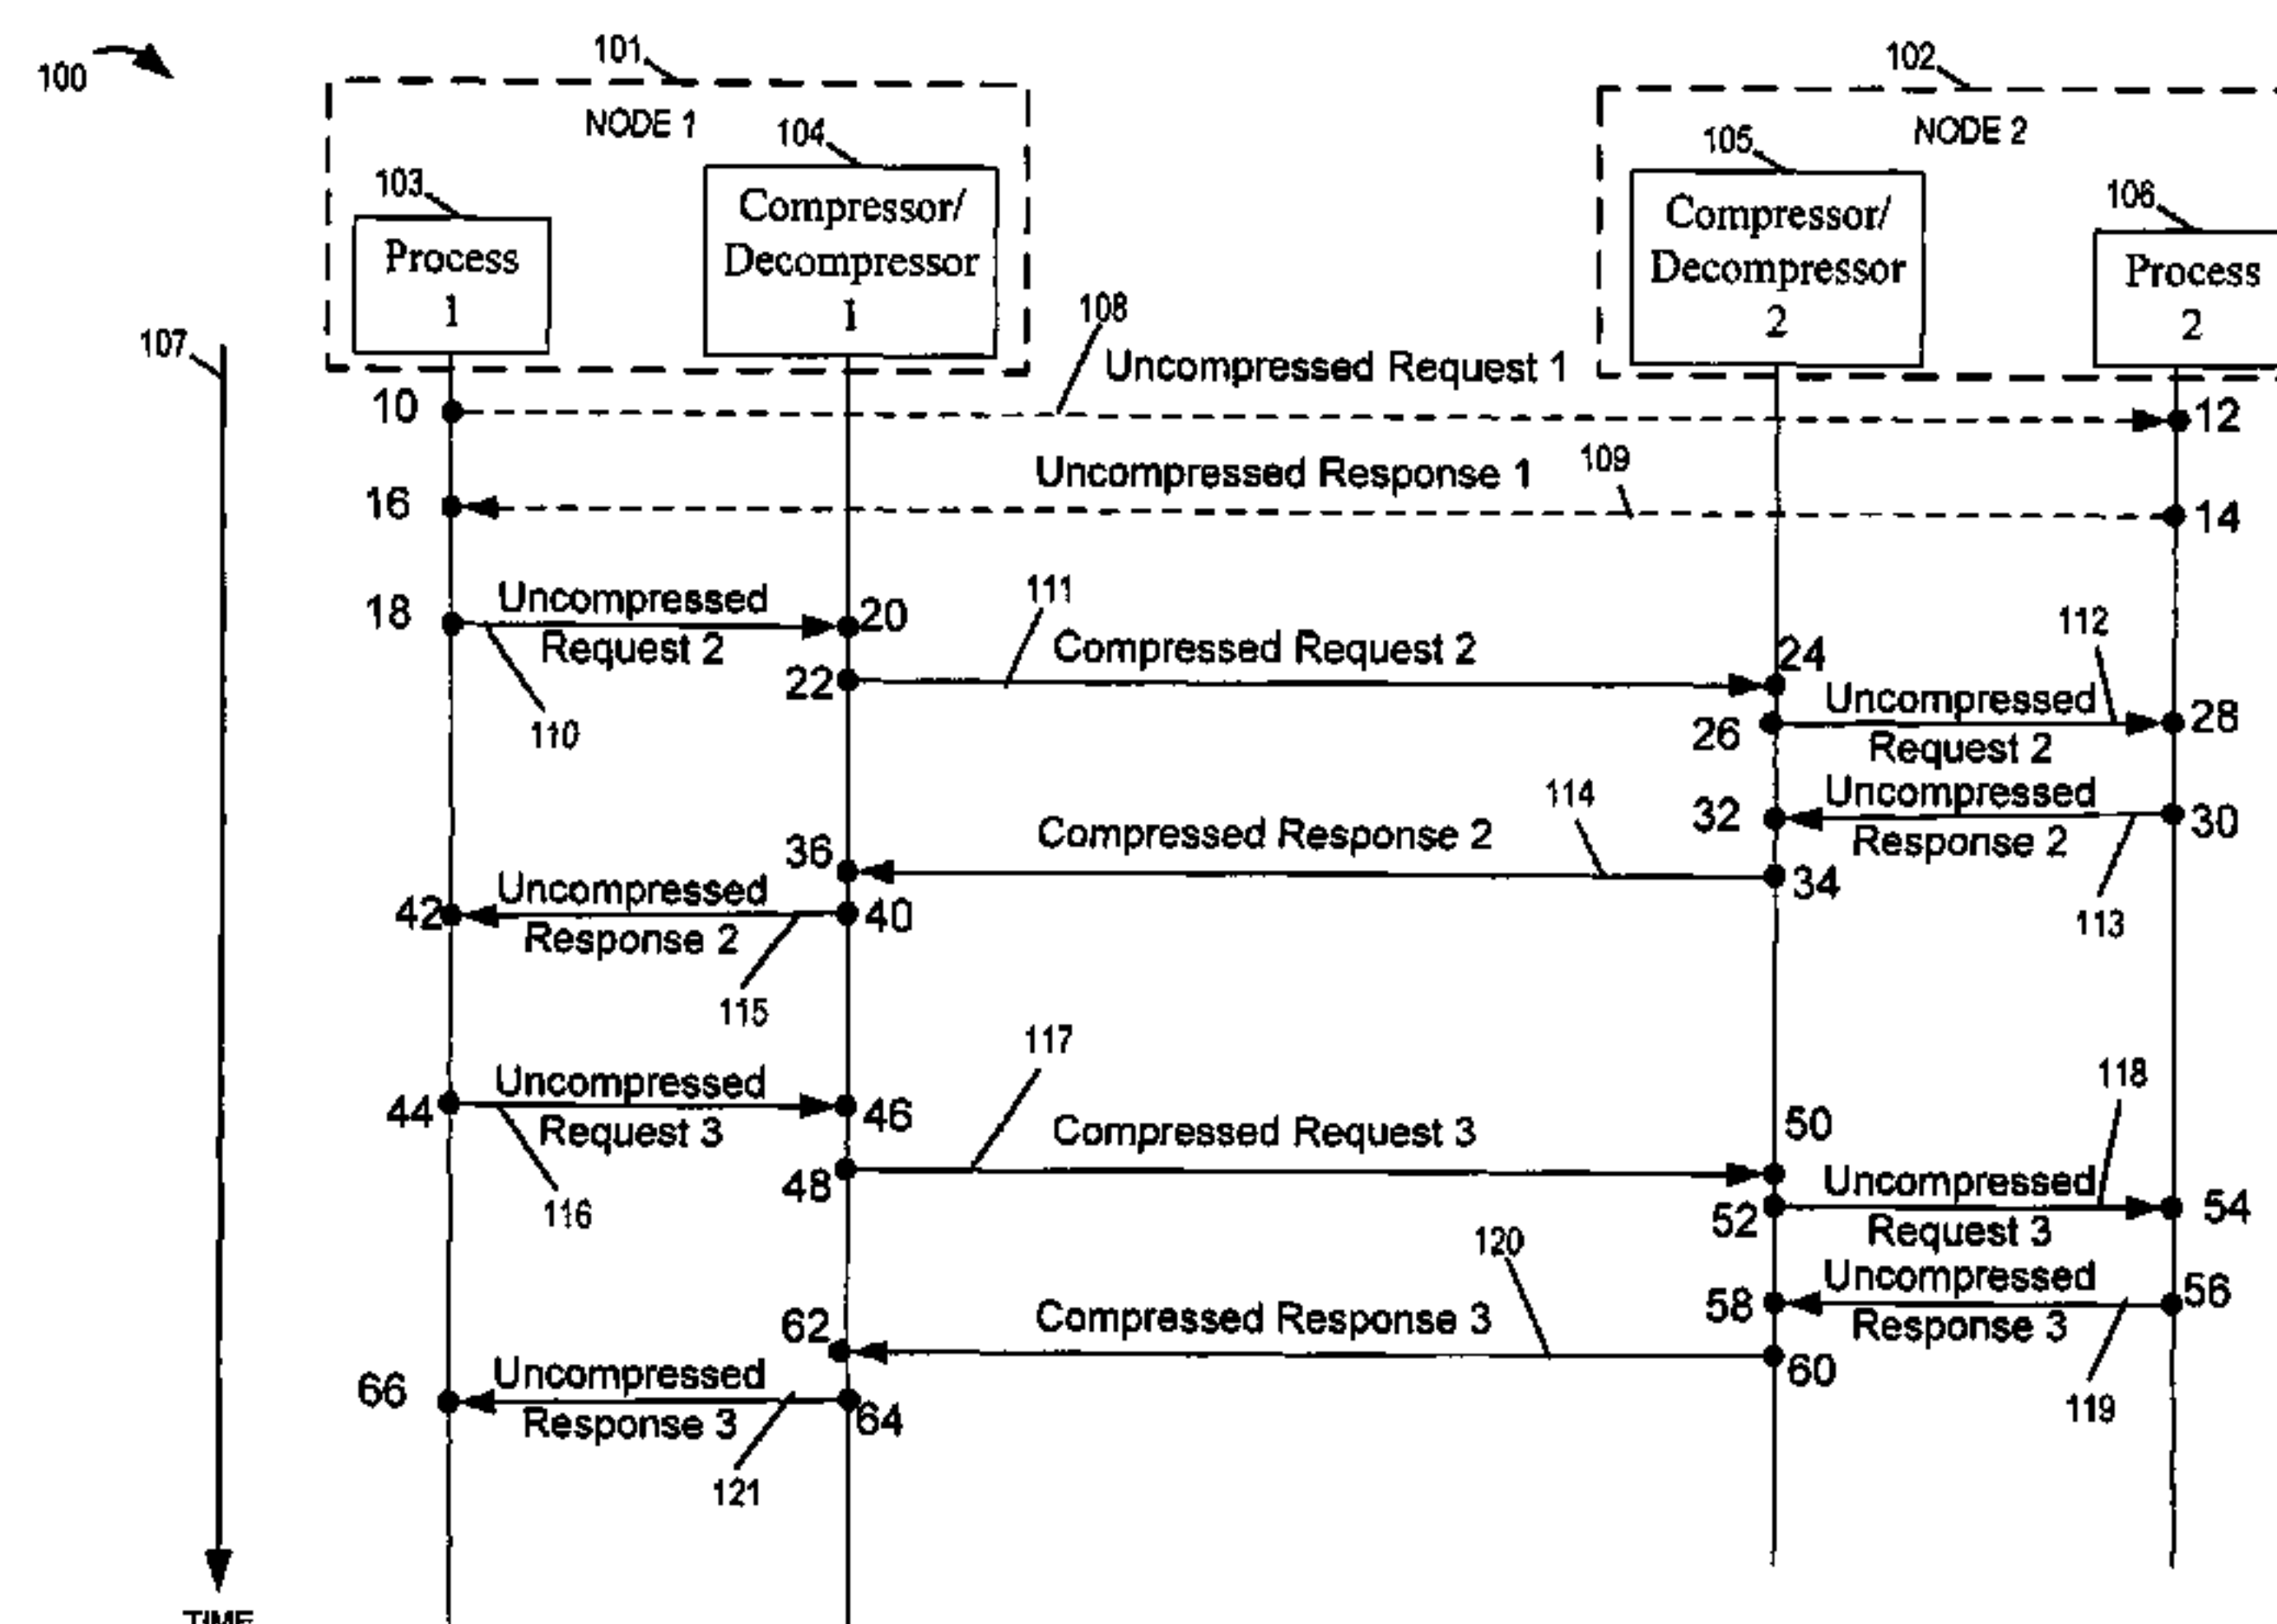 100
101
102
NODE 1
NODE 2
103
104
105
106
Process
1
Compressor/
Decompressor
1
Compressor/
Decompressor
2
Process
2
107
108
Uncompressed Request 1
10
12
Uncompressed Response 1
109
16
14
18
Uncompressed
Request 2
20
110
111
Compressed Request 2
22
24
112
Uncompressed
Request 2
26
28
Uncompressed
Response 2
32
30
113
114
Compressed Response 2
36
34
Uncompressed
Response 2
42
40
115
117
118
Uncompressed
Request 3
44
46
116
Compressed Request 3
48
50
Uncompressed
Request 3
52
54
120
Uncompressed
Response 3
58
56
119
Compressed Response 3
62
60
Uncompressed
Response 3
66
64
121
TIME